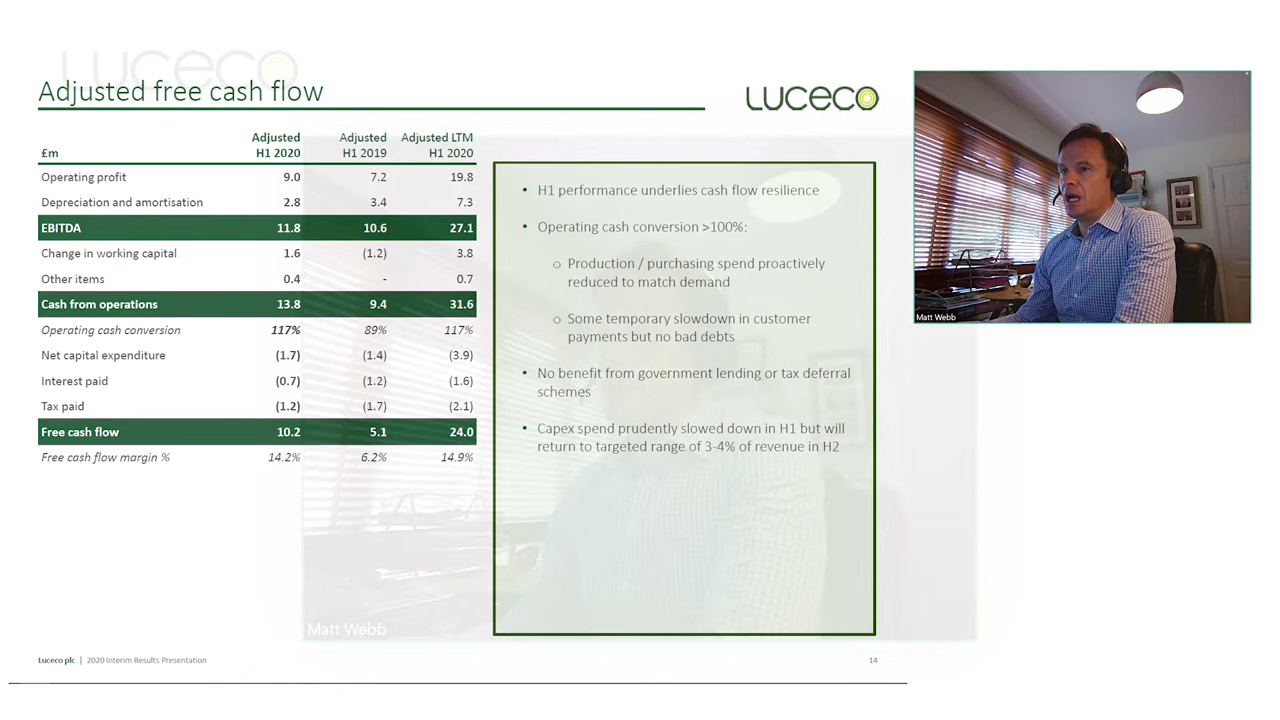 luceco
Adjusted free cash flow
LUCECO
£m Adjusted H1 2020 Adjusted H1 2019 Adjusted LTM H1 2020
Operating profit 9.0 7.2 19.8
Depreciation and amortisation 2.8 3.4 7.3
EBITDA 11.8 10.6 27.1
Change in working capital 1.6 (1.2) 3.8
Other items 0.4 - 0.7
Cash from operations 13.8 9.4 31.6
Operating cash conversion 117% 89% 117%
Net capital expenditure (1.7) (1.4) (3.9)
Interest paid (0.7) (1.2) (1.6)
Tax paid (1.2) (1.7) (2.1)
Free cash flow 10.2 5.1 24.0
Free cash flow margin % 14.2% 6.2% 14.9%
• H1 performance underlies cash flow resilience
• Operating cash conversion >100%:
o Production / purchasing spend proactively
reduced to match demand
o Some temporary slowdown in customer
payments but no bad debts
• No benefit from government lending or tax deferral
schemes
• Capex spend prudently slowed down in H1 but will
return to targeted range of 3-4% of revenue in H2
Matt Webb
Matt Webb
Luceco plc | 2020 Interim Results Presentation
14